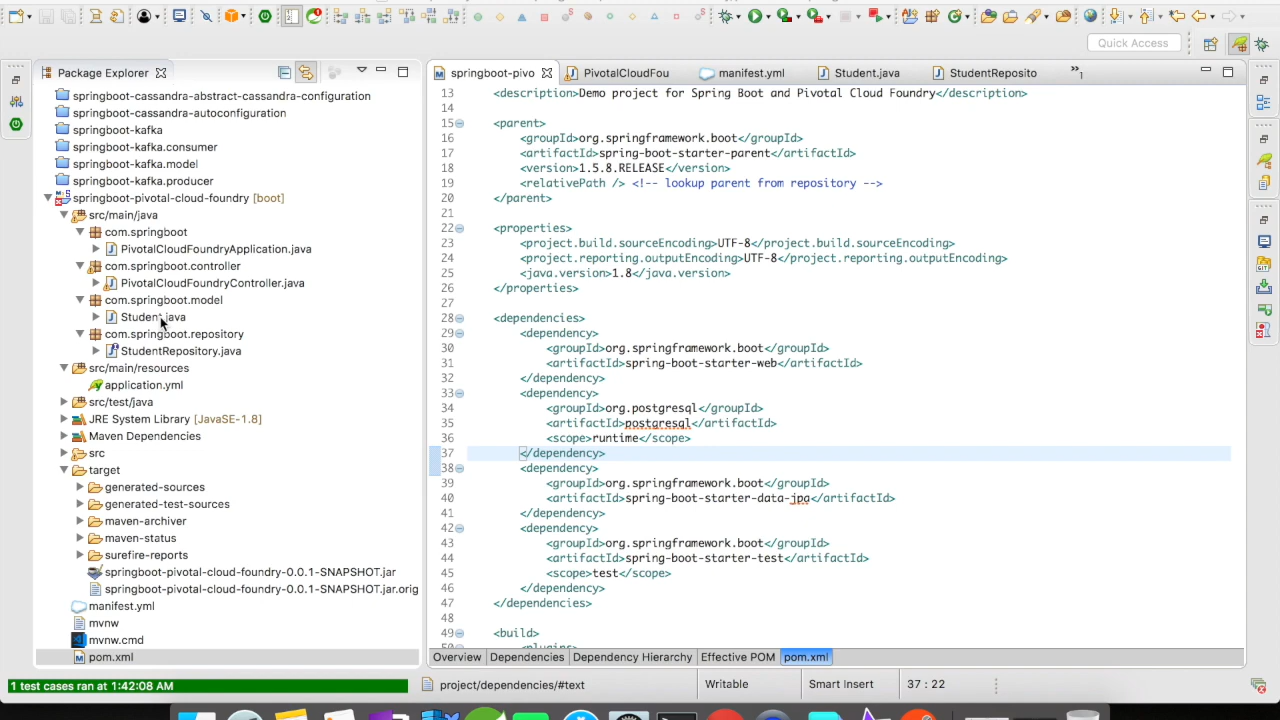 Quick Access
Package Explorer
springboot-pivo
PivotalCloudFou
manifest.yml
Student.java
StudentReposito
»1
springboot-cassandra-abstract-cassandra-configuration
springboot-cassandra-autoconfiguration
springboot-kafka
springboot-kafka.consumer
springboot-kafka.model
springboot-kafka.producer
springboot-pivotal-cloud-foundry [boot]
src/main/java
com.springboot
PivotalCloudFoundryApplication.java
com.springboot.controller
PivotalCloudFoundryController.java
com.springboot.model
Student.java
com.springboot.repository
StudentRepository.java
src/main/resources
application.yml
src/test/java
JRE System Library [JavaSE-1.8]
Maven Dependencies
src
target
generated-sources
generated-test-sources
maven-archiver
maven-status
surefire-reports
springboot-pivotal-cloud-foundry-0.0.1-SNAPSHOT.jar
springboot-pivotal-cloud-foundry-0.0.1-SNAPSHOT.jar.orig
manifest.yml
mvnw
mvnw.cmd
pom.xml
13 <description>Demo project for Spring Boot and Pivotal Cloud Foundry</description>
14
15 <parent>
16 <groupId>org.springframework.boot</groupId>
17 <artifactId>spring-boot-starter-parent</artifactId>
18 <version>1.5.8.RELEASE</version>
19 <relativePath /> <!-- lookup parent from repository -->
20 </parent>
21
22 <properties>
23 <project.build.sourceEncoding>UTF-8</project.build.sourceEncoding>
24 <project.reporting.outputEncoding>UTF-8</project.reporting.outputEncoding>
25 <java.version>1.8</java.version>
26 </properties>
27
28 <dependencies>
29 <dependency>
30 <groupId>org.springframework.boot</groupId>
31 <artifactId>spring-boot-starter-web</artifactId>
32 </dependency>
33 <dependency>
34 <groupId>org.postgresql</groupId>
35 <artifactId>postgresql</artifactId>
36 <scope>runtime</scope>
37 </dependency>
38 <dependency>
39 <groupId>org.springframework.boot</groupId>
40 <artifactId>spring-boot-starter-data-jpa</artifactId>
41 </dependency>
42 <dependency>
43 <groupId>org.springframework.boot</groupId>
44 <artifactId>spring-boot-starter-test</artifactId>
45 <scope>test</scope>
46 </dependency>
47 </dependencies>
48
49 <build>
50 <plugins>
Overview Dependencies Dependency Hierarchy Effective POM pom.xml
1 test cases ran at 1:42:08 AM
project/dependencies/#text
Writable
Smart Insert
37 : 22